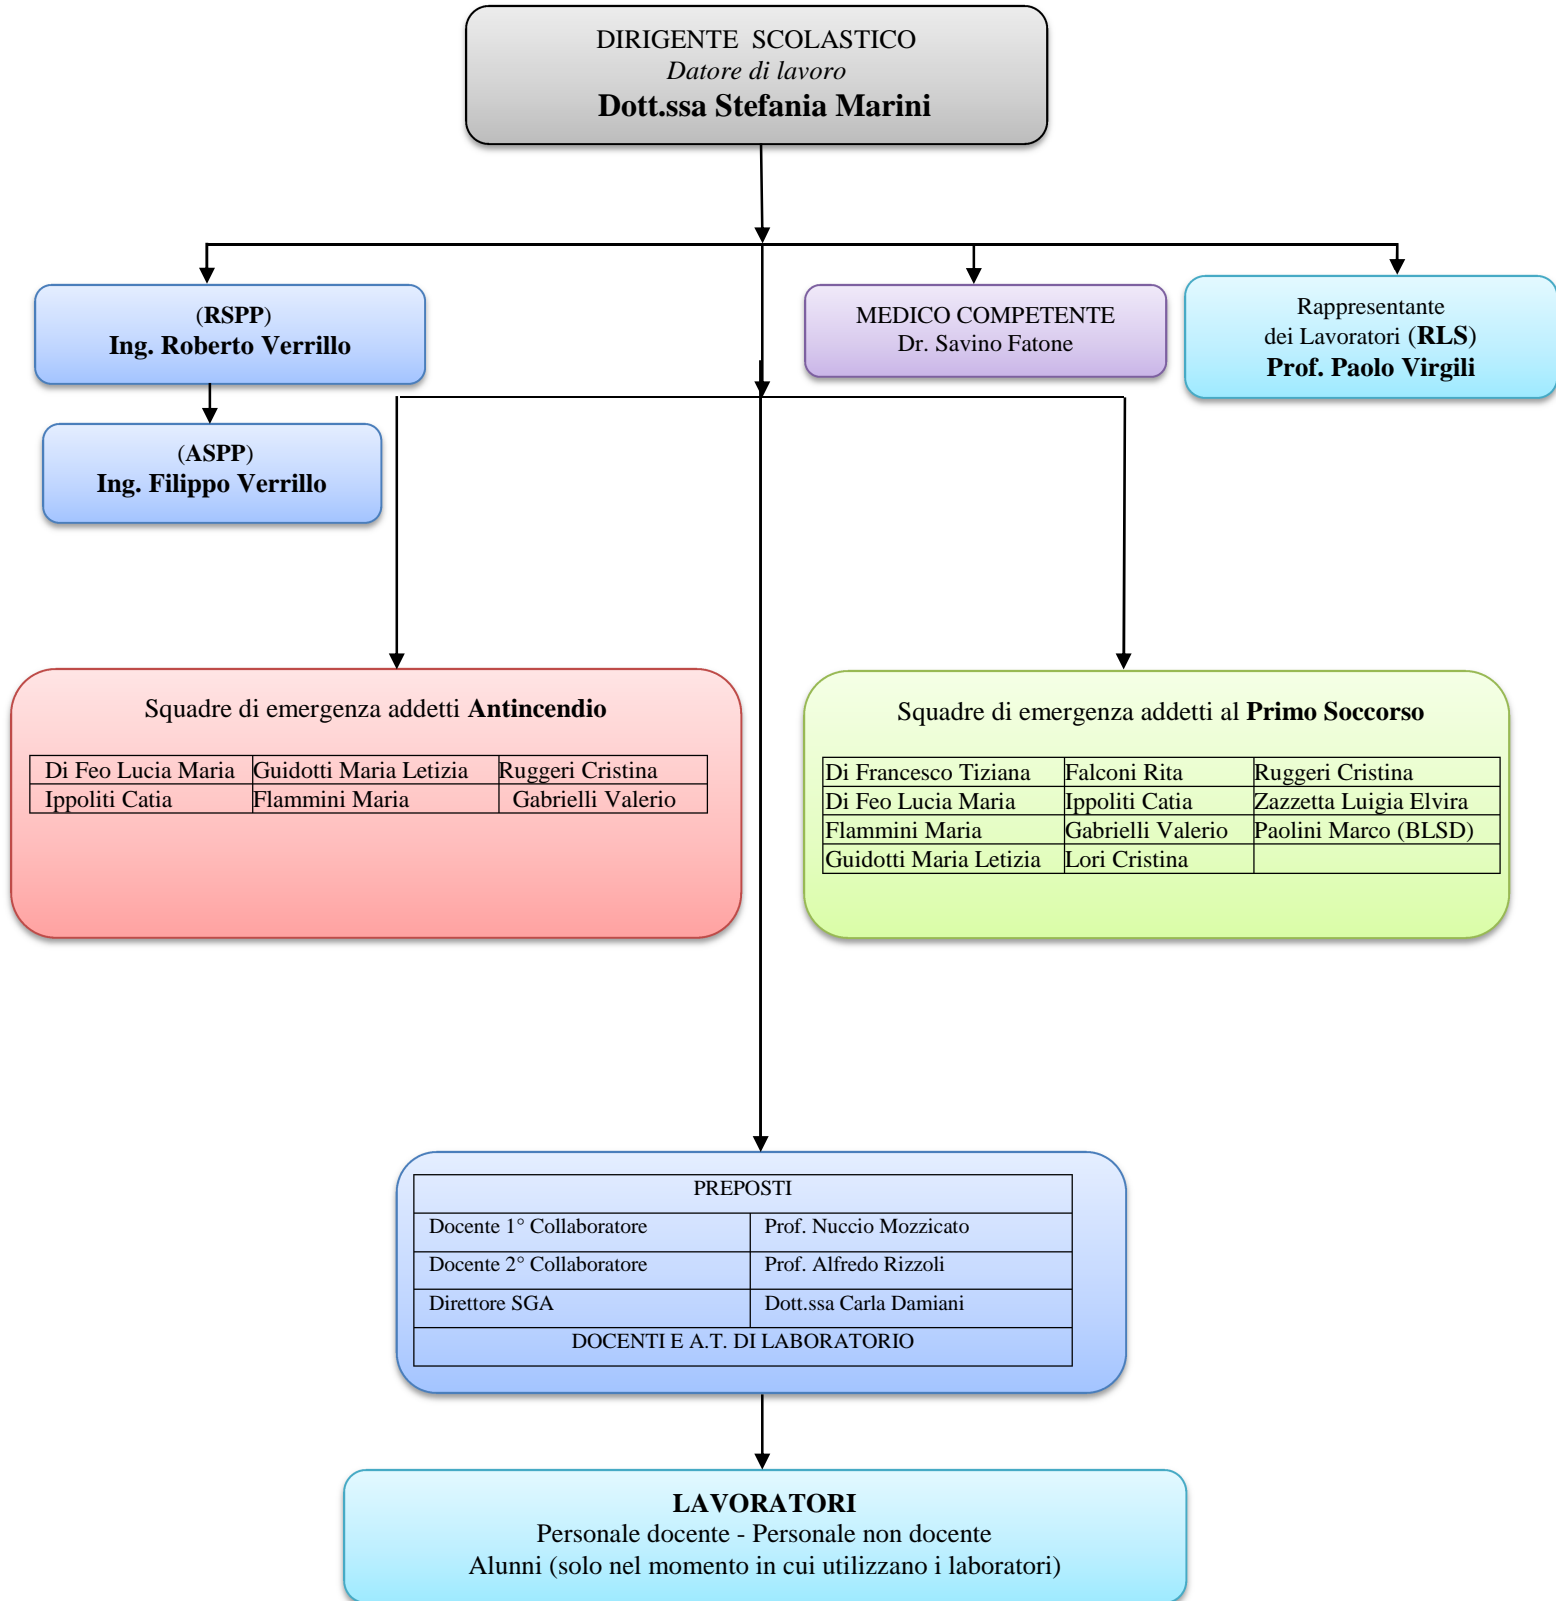 DIRIGENTE SCOLASTICO
Datore di lavoro
Dott.ssa Stefania Marini
(RSPP)
Ing. Roberto Verrillo
MEDICO COMPETENTE
Dr. Savino Fatone
Rappresentante
dei Lavoratori (RLS)
Prof. Paolo Virgili
(ASPP)
Ing. Filippo Verrillo
Squadre di emergenza addetti Antincendio
Di Feo Lucia Maria Guidotti Maria Letizia Ruggeri Cristina
Ippoliti Catia Flammini Maria Gabrielli Valerio
Squadre di emergenza addetti al Primo Soccorso
Di Francesco Tiziana Falconi Rita Ruggeri Cristina
Di Feo Lucia Maria Ippoliti Catia Zazzetta Luigia Elvira
Flammini Maria Gabrielli Valerio Paolini Marco (BLSD)
Guidotti Maria Letizia Lori Cristina
PREPOSTI
Docente 1° Collaboratore Prof. Nuccio Mozzicato
Docente 2° Collaboratore Prof. Alfredo Rizzoli
Direttore SGA Dott.ssa Carla Damiani
DOCENTI E A.T. DI LABORATORIO
LAVORATORI
Personale docente - Personale non docente
Alunni (solo nel momento in cui utilizzano i laboratori)